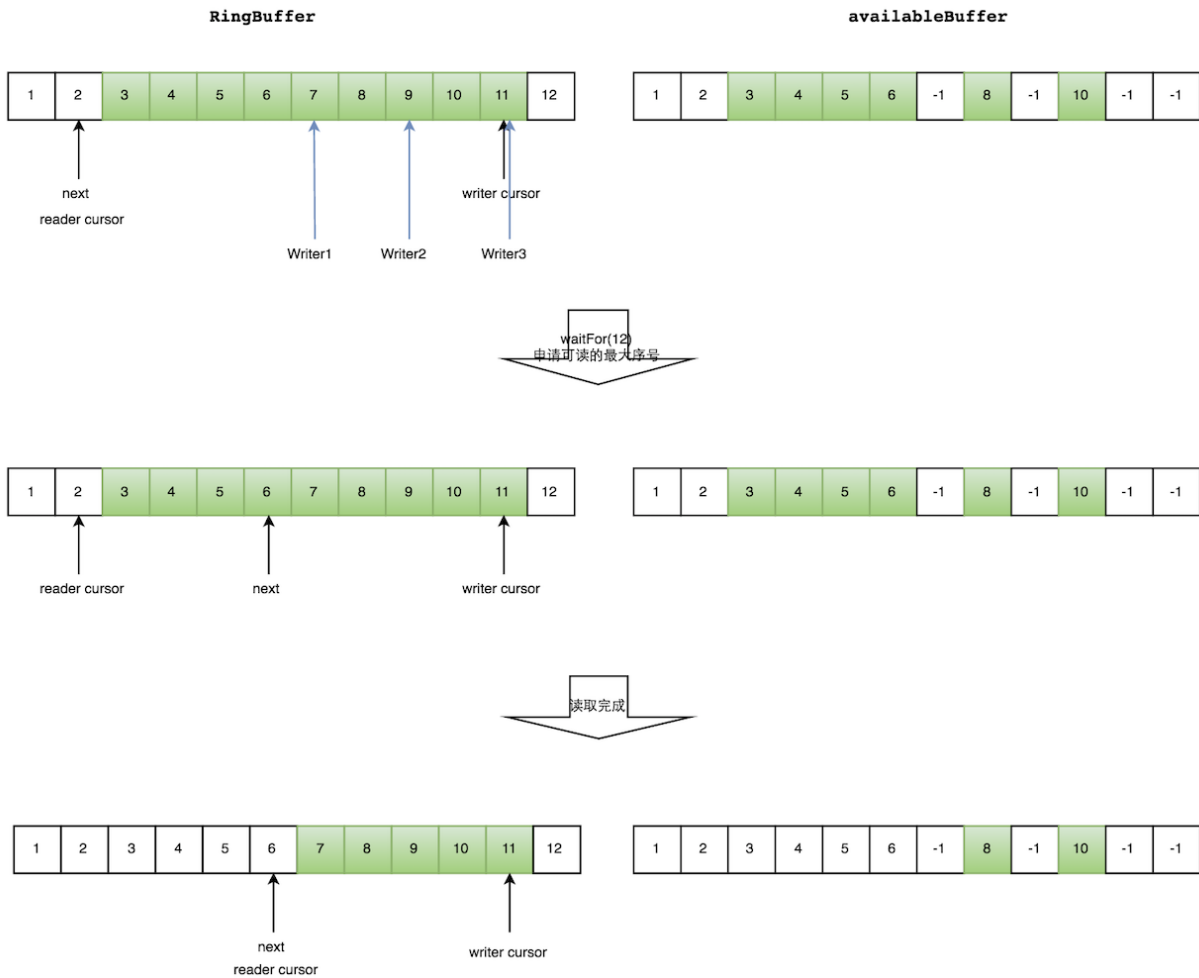 RingBuffer availableBuffer
1 2 3 4 5 6 7 8 9 10 11 12 1 2 3 4 5 6 -1 8 -1 10 -1 -1
next writer cursor
reader cursor
Writer1 Writer2 Writer3
waitFor(12)
申请可读的最大序号
1 2 3 4 5 6 7 8 9 10 11 12 1 2 3 4 5 6 -1 8 -1 10 -1 -1
reader cursor next writer cursor
读取完成
1 2 3 4 5 6 7 8 9 10 11 12 1 2 3 4 5 6 -1 8 -1 10 -1 -1
next writer cursor
reader cursor